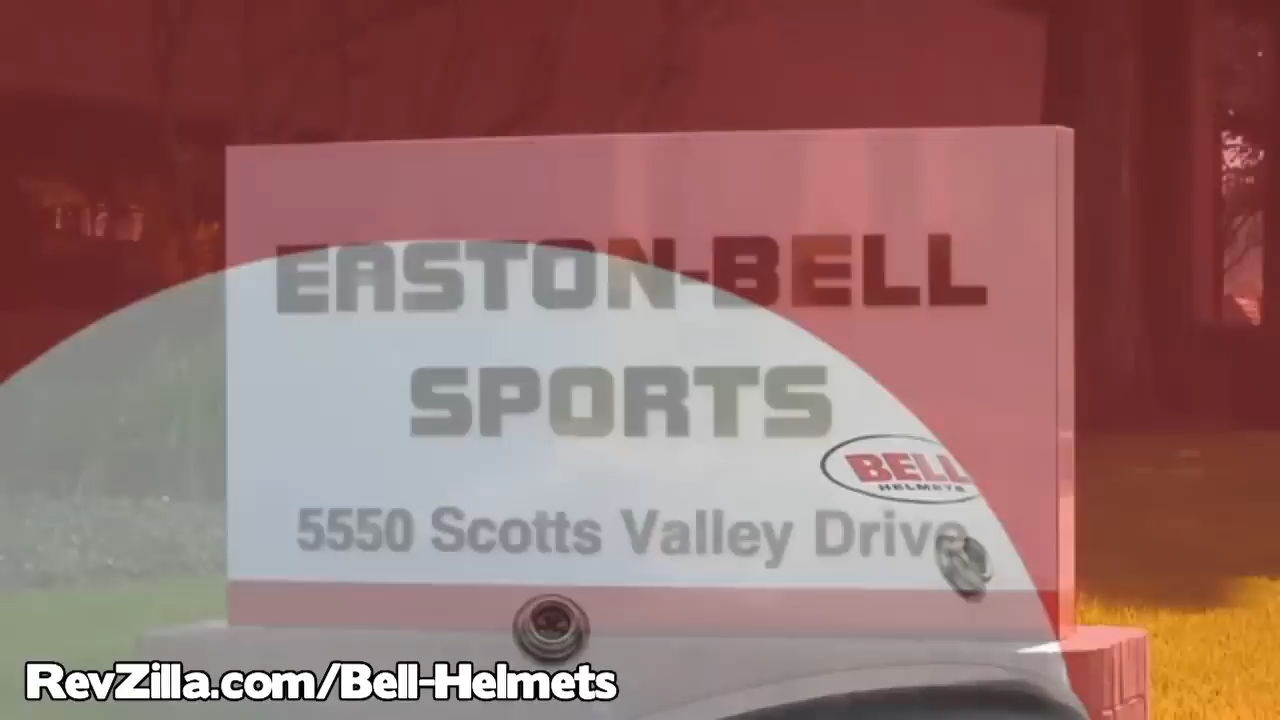 EASTON-BELL
SPORTS
BELL
HELMETS
5550 Scotts Valley Drive
RevZilla.com/Bell-Helmets